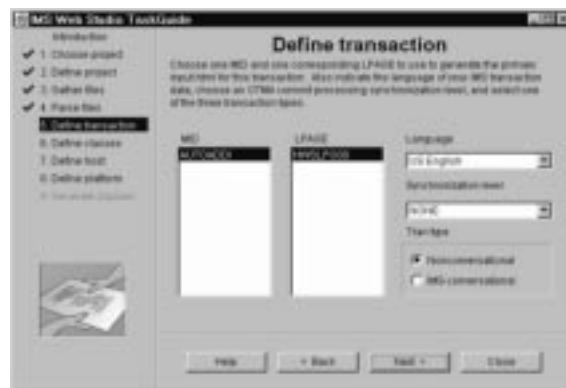 IMS Web Studio TaskGuide
Introduction
1. Choose project
2. Define project
3. Gather files
4. Parse files
5. Define transaction
6. Define classes
7. Define host
8. Define platform
9. Generate classes
Define transaction
Choose one MID and one corresponding LPAGE to use to generate the primary
input html for this transaction. Also indicate the language of your IMS transaction
data, choose an OTMA commit processing synchronization level, and select one
of the three transaction types.
MID
LPAGE
Language
US English
Synchronization level
NONE
Tran type
Nonconversational
IMS conversational
Help
< Back
Next >
Close